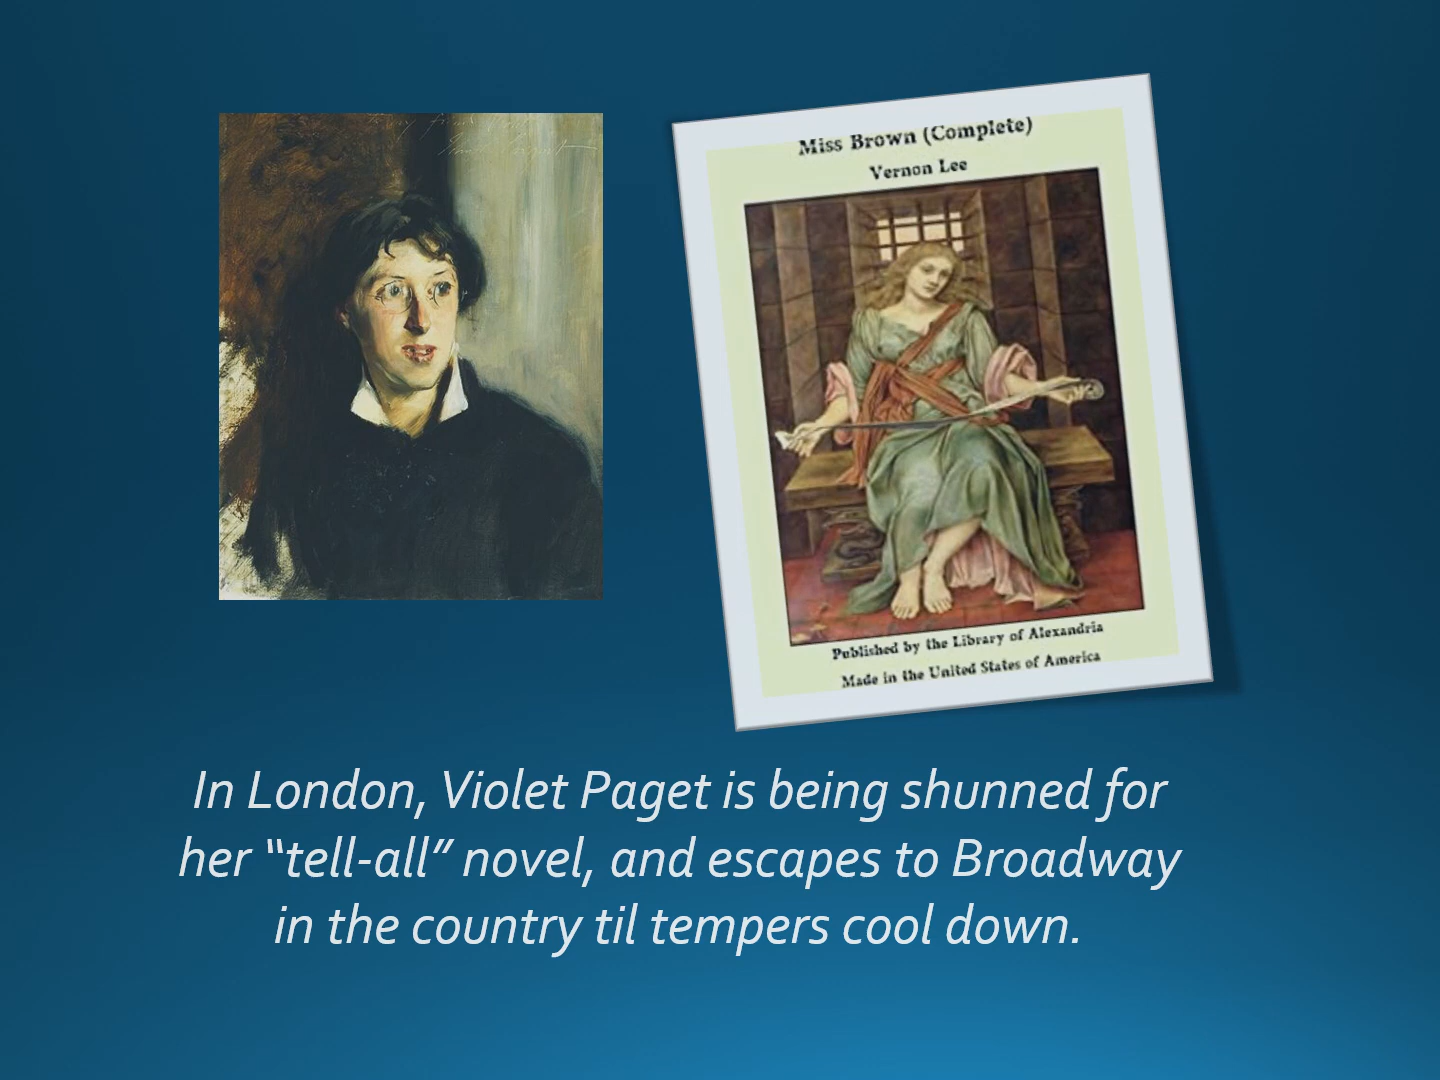 Miss Brown (Complete)
Vernon Lee
Published by the Library of Alexandria
Made in the United States of America
In London, Violet Paget is being shunned for
her “tell-all” novel, and escapes to Broadway
in the country til tempers cool down.